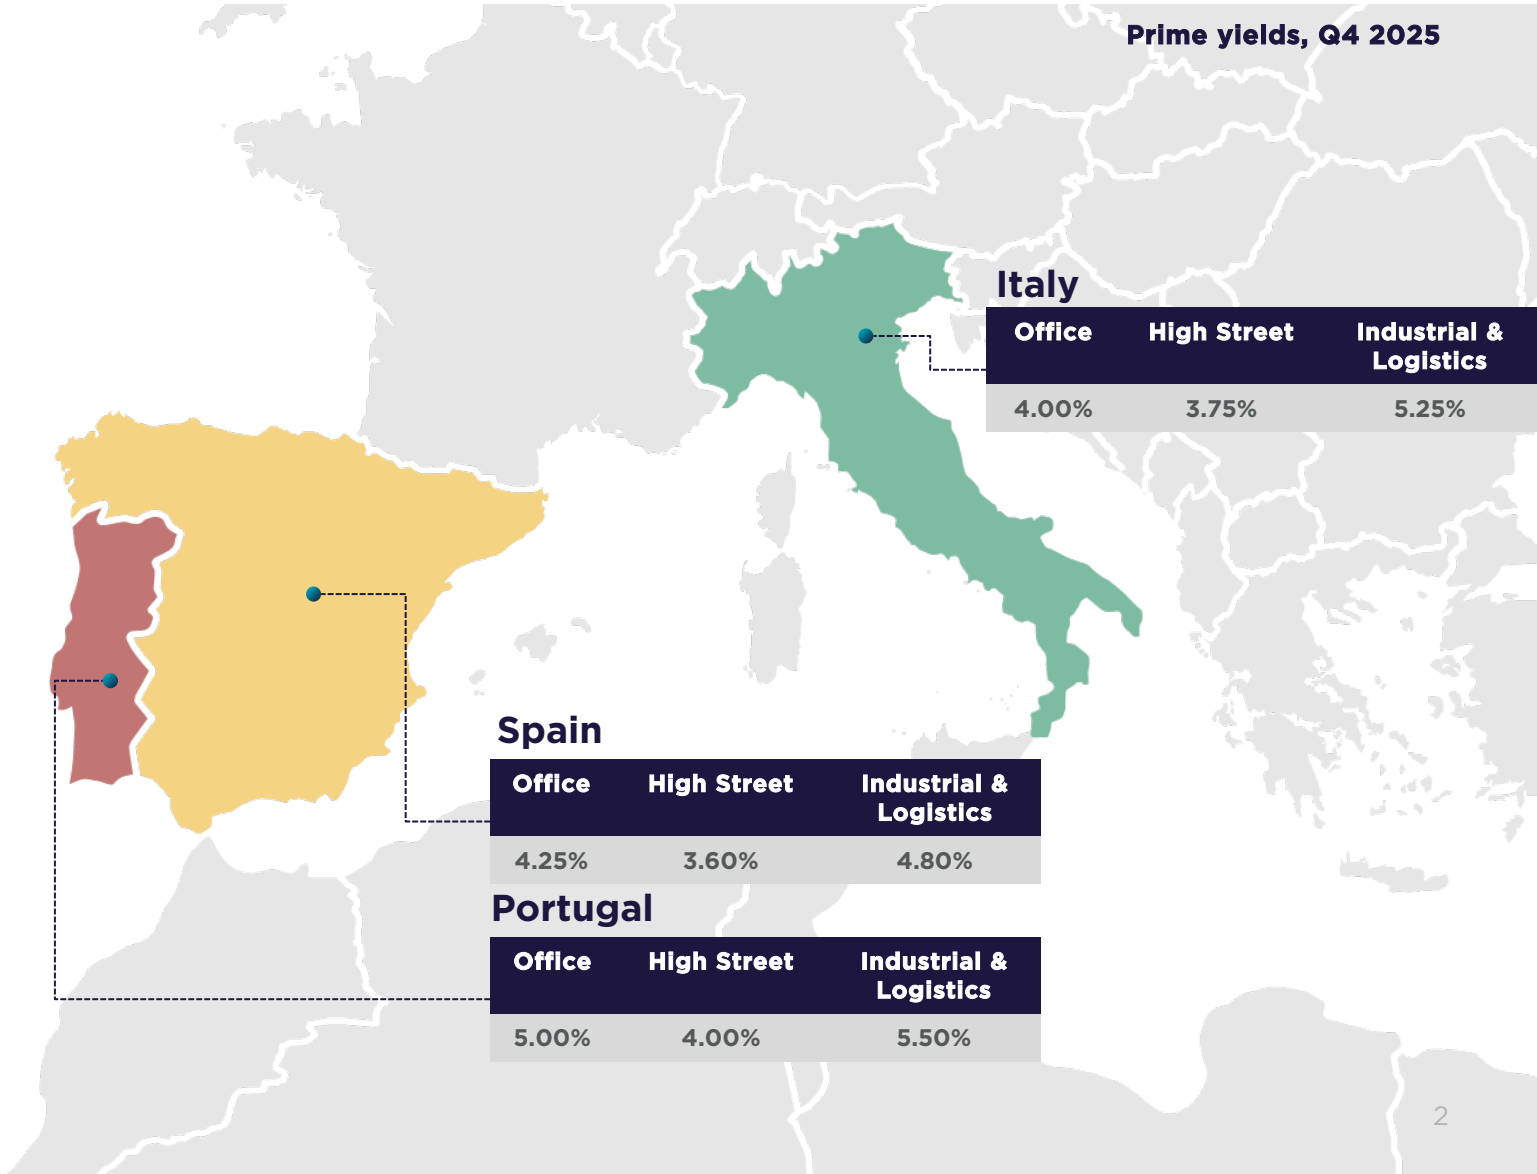 Prime yields, Q4 2025
Italy
Office High Street Industrial &
Logistics
4.00% 3.75% 5.25%
Spain
Office High Street Industrial &
Logistics
4.25% 3.60% 4.80%
Portugal
Office High Street Industrial &
Logistics
5.00% 4.00% 5.50%
2